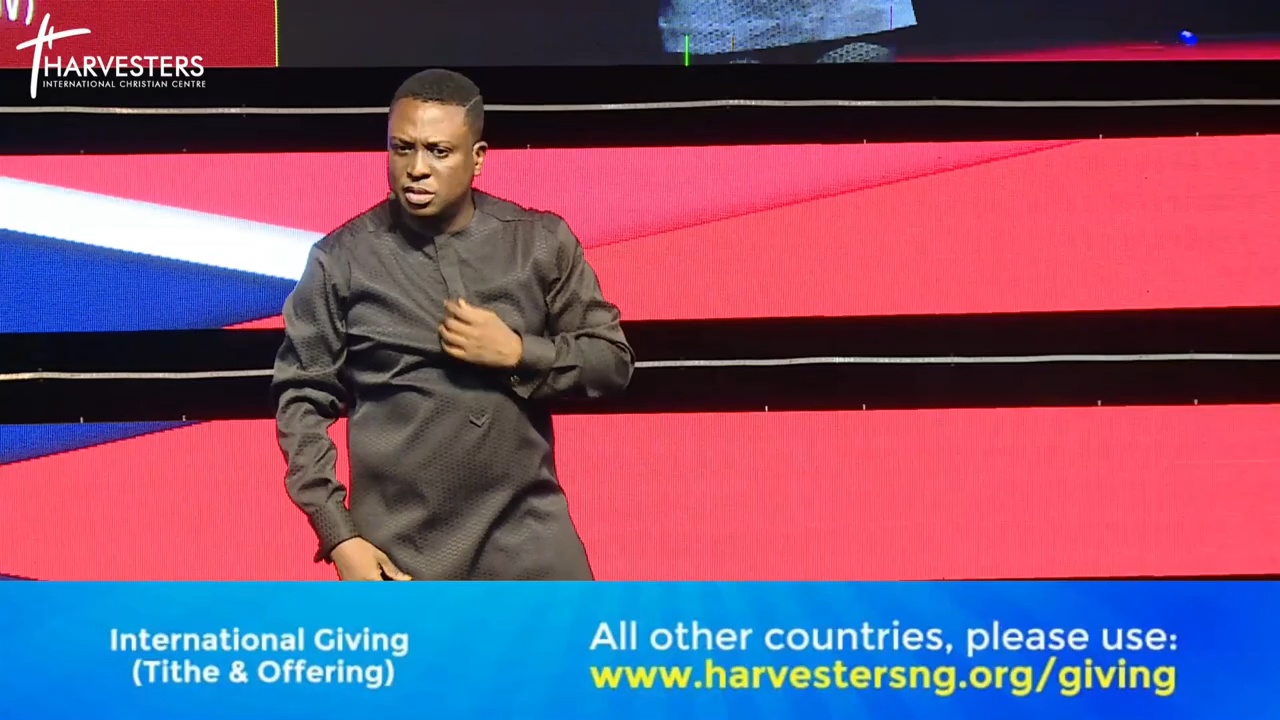 HARVESTERS
INTERNATIONAL CHRISTIAN CENTRE
International Giving
(Tithe & Offering)
All other countries, please use:
www.harvestersng.org/giving